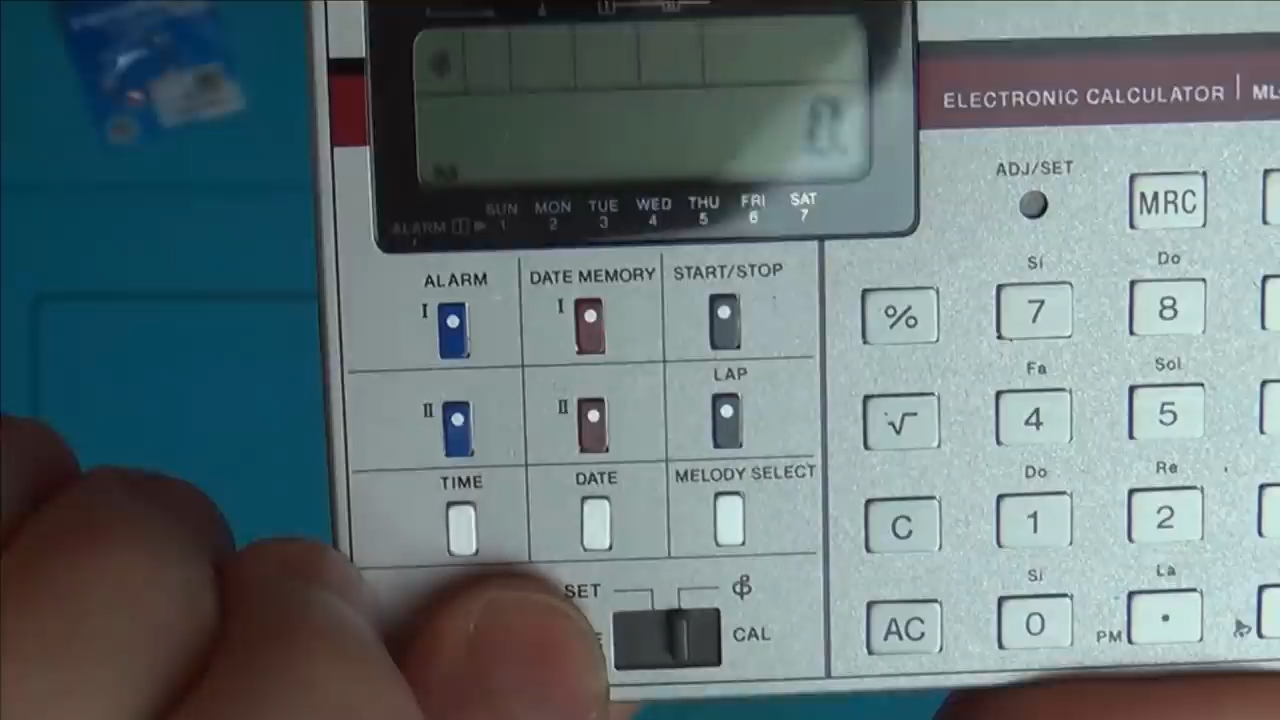 ELECTRONIC CALCULATOR | ML
ADJ/SET
MRC
SUN MON TUE WED THU FRI SAT
ALARM 1 2 3 4 5 6 7
ALARM DATE MEMORY START/STOP
I I
Si Do
% 7 8
LAP
II II
Fa Sol
√ 4 5
TIME DATE MELODY SELECT
Do Re
C 1 2
SET
Si La
CAL
AC 0 PM .